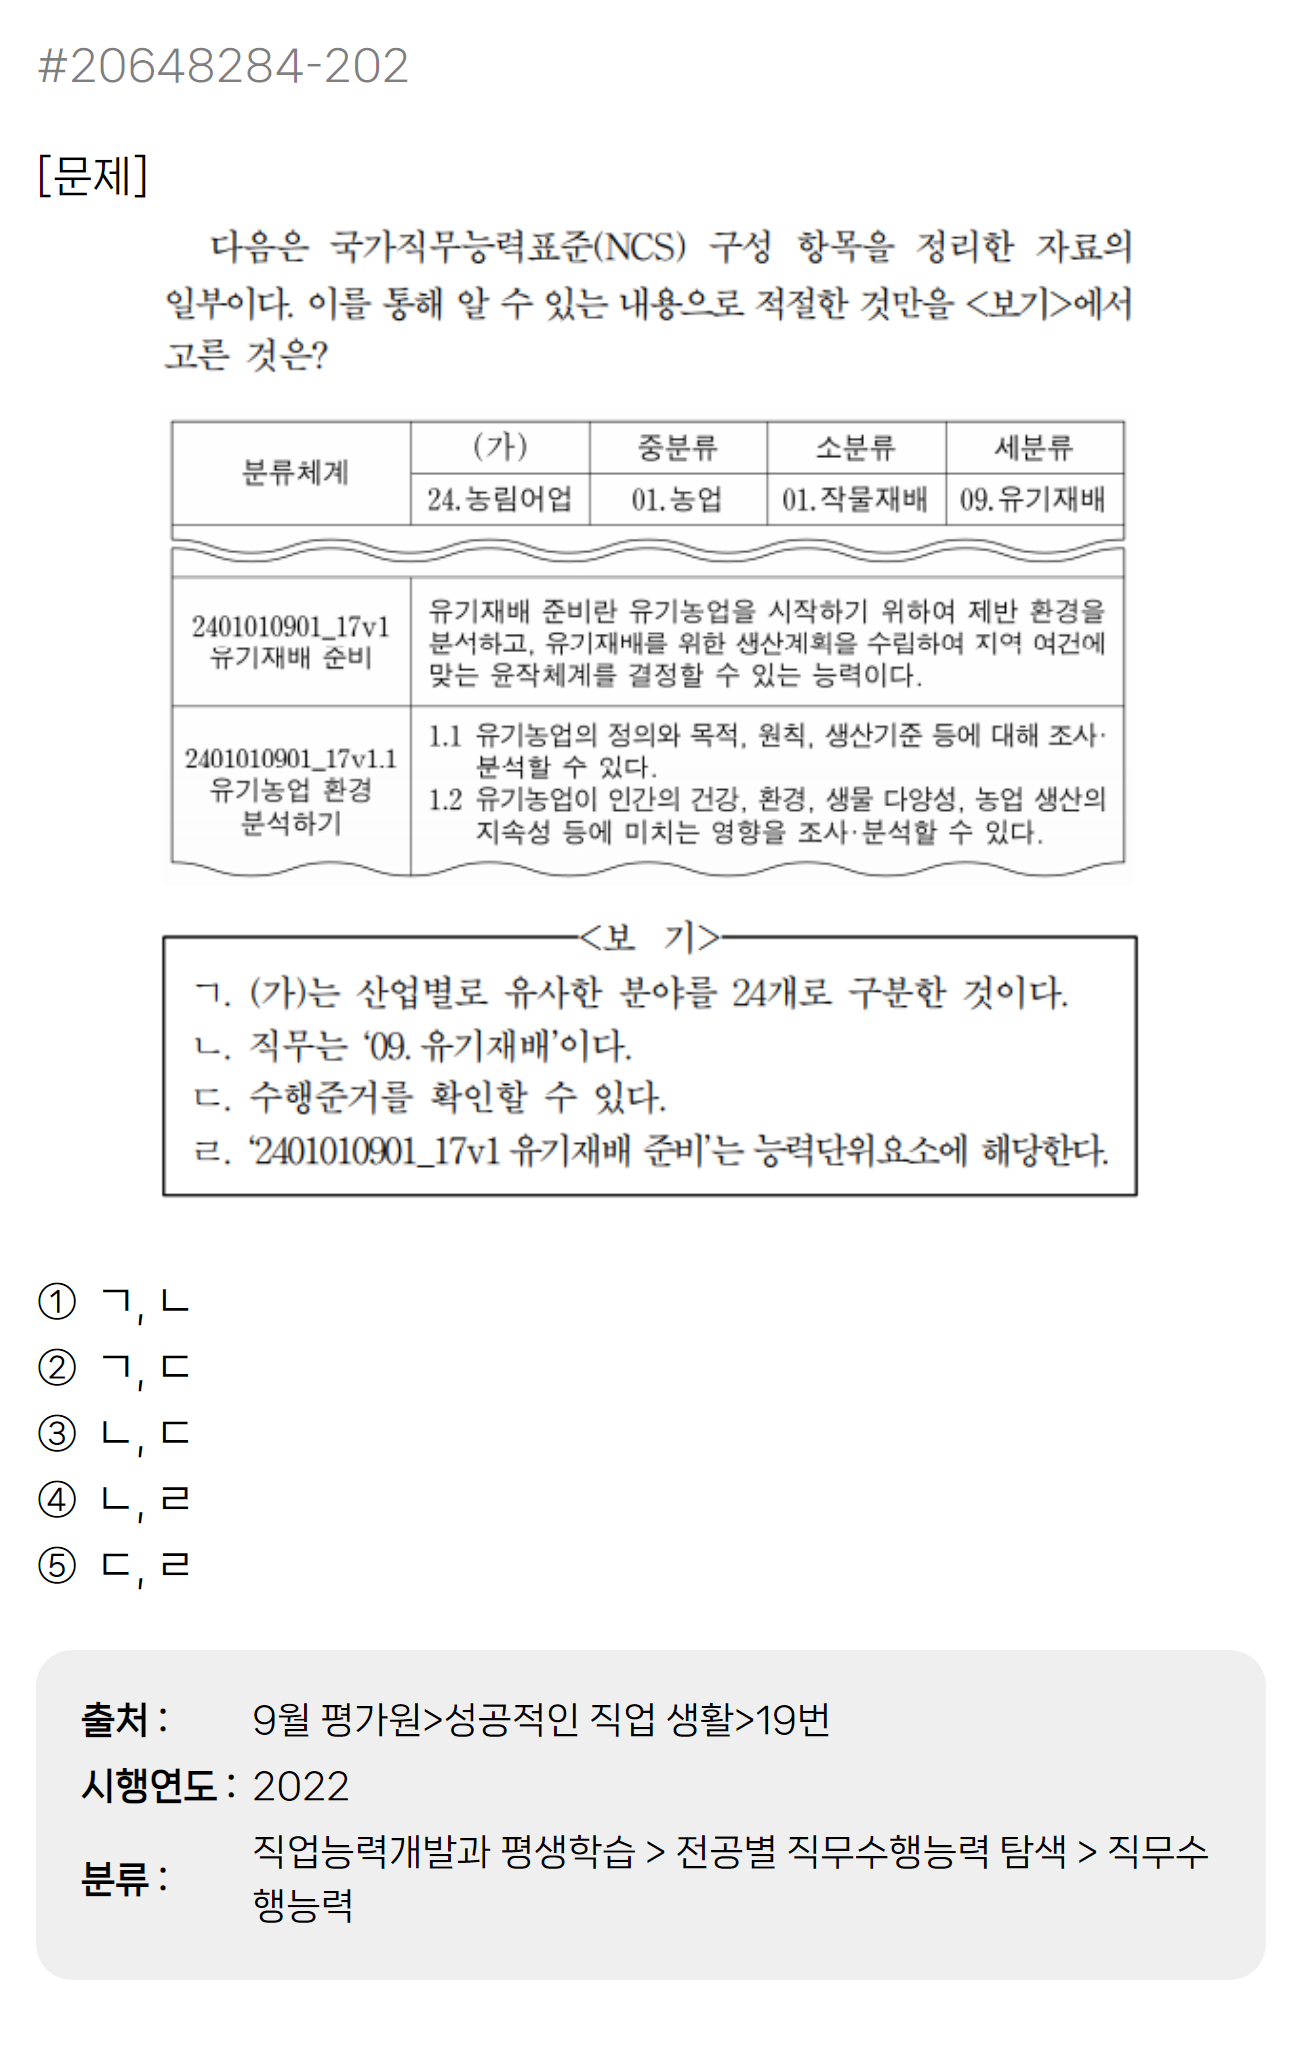 #20648284-202
[문제]
다음은 국가직무능력표준(NCS) 구성 항목을 정리한 자료의
일부이다. 이를 통해 알 수 있는 내용으로 적절한 것만을 <보기>에서
고른 것은?
분류체계
(가) 중분류 소분류 세분류
24.농림어업 01.농업 01.작물재배 09.유기재배
2401010901_17v1
유기재배 준비
유기재배 준비란 유기농업을 시작하기 위하여 제반 환경을
분석하고, 유기재배를 위한 생산계획을 수립하여 지역 여건에
맞는 윤작체계를 결정할 수 있는 능력이다.
2401010901_17v1.1
유기농업 환경
분석하기
1.1 유기농업의 정의와 목적, 원칙, 생산기준 등에 대해 조사·
분석할 수 있다.
1.2 유기농업이 인간의 건강, 환경, 생물 다양성, 농업 생산의
지속성 등에 미치는 영향을 조사·분석할 수 있다.
<보 기>
ㄱ. (가)는 산업별로 유사한 분야를 24개로 구분한 것이다.
ㄴ. 직무는 ‘09. 유기재배’이다.
ㄷ. 수행준거를 확인할 수 있다.
ㄹ. ‘2401010901_17v1 유기재배 준비’는 능력단위요소에 해당한다.
① ㄱ, ㄴ
② ㄱ, ㄷ
③ ㄴ, ㄷ
④ ㄴ, ㄹ
⑤ ㄷ, ㄹ
출처 : 9월 평가원>성공적인 직업 생활>19번
시행연도 : 2022
분류 : 직업능력개발과 평생학습 > 전공별 직무수행능력 탐색 > 직무수
행능력